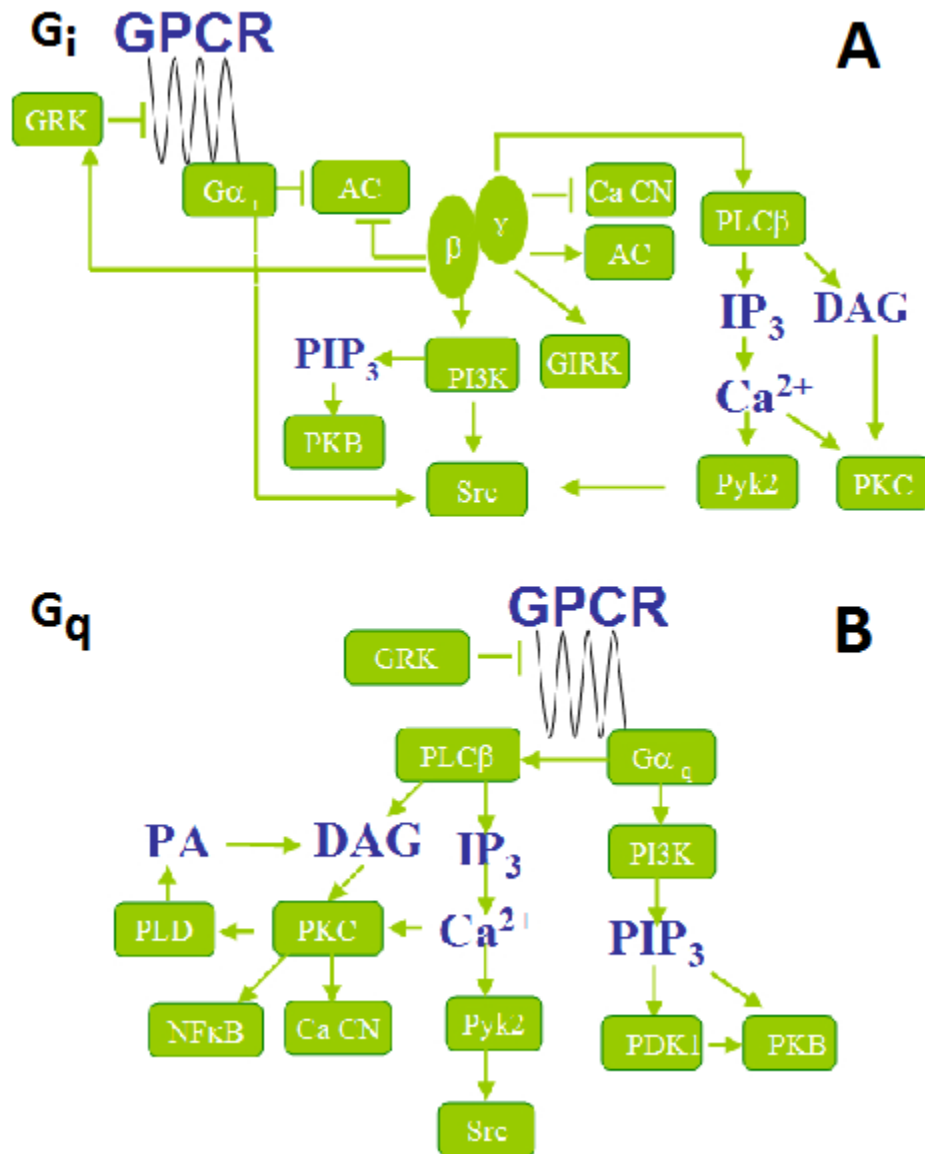 Gi GPCR A
GRK
Gαi AC
β γ
Ca CN
AC
PLCβ
IP3 DAG
PIP3 PI3K GIRK
Ca2+
PKB
Src Pyk2 PKC
Gq GPCR B
GRK
PLCβ Gαq
PA DAG IP3 PI3K
PLD PKC Ca2+ PIP3
NFκB Ca CN Pyk2 PDK1 PKB
Src